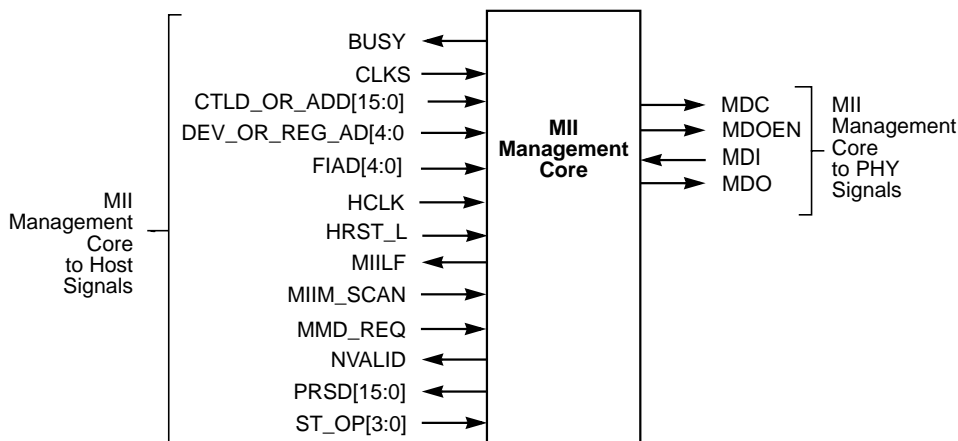 BUSY
CLKS
CTLD_OR_ADD[15:0]
DEV_OR_REG_AD[4:0
FIAD[4:0]
HCLK
HRST_L
MIILF
MIIM_SCAN
MMD_REQ
NVALID
PRSD[15:0]
ST_OP[3:0]
MII
Management
Core
to Host
Signals
MII
Management
Core
MDC
MDOEN
MDI
MDO
MII
Management
Core
to PHY
Signals